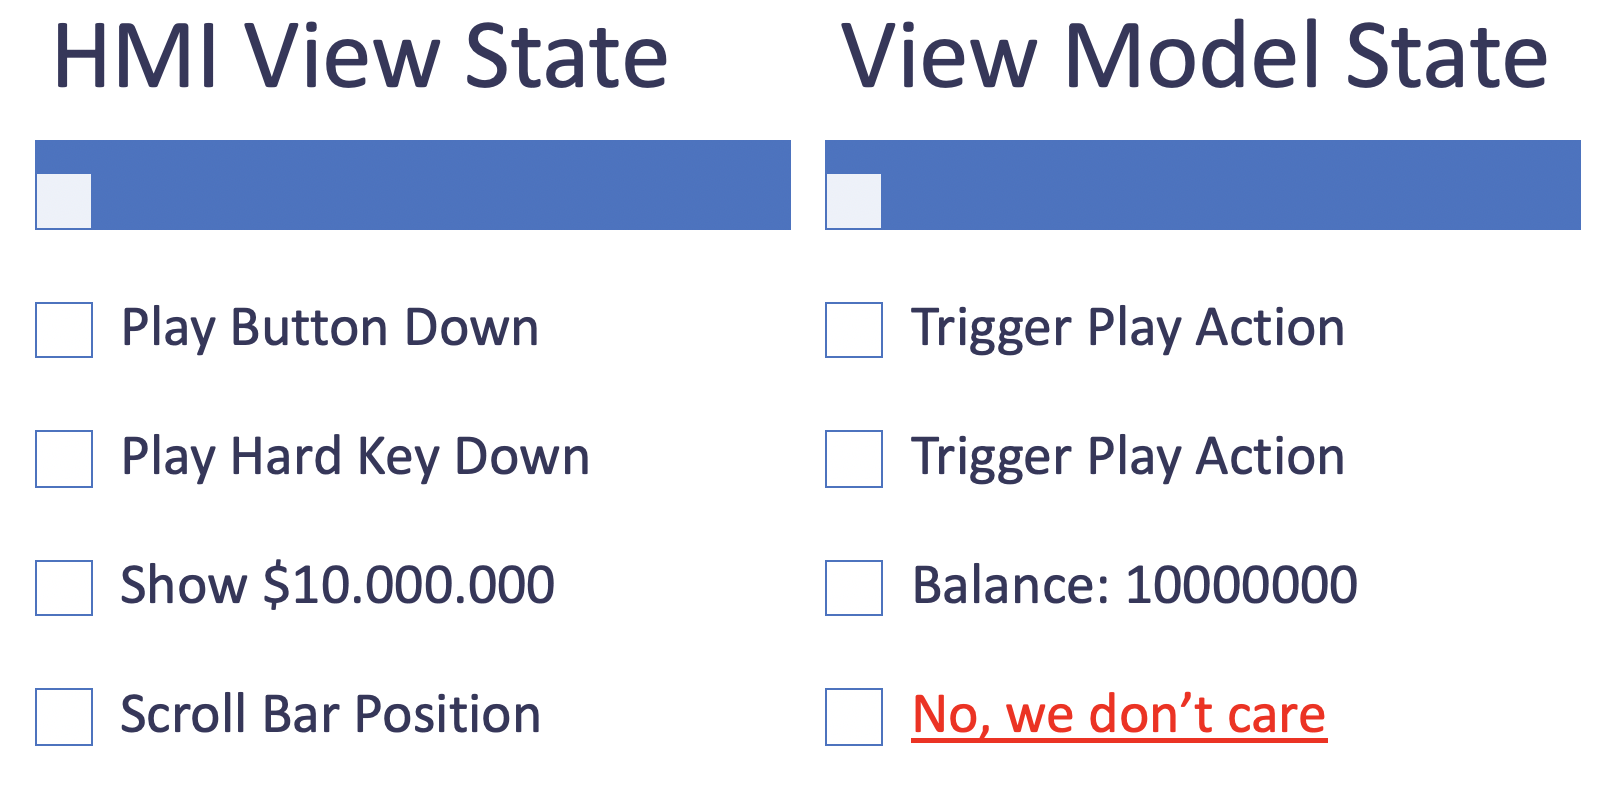 HMI View State
View Model State
Play Button Down
Trigger Play Action
Play Hard Key Down
Trigger Play Action
Show $10.000.000
Balance: 10000000
Scroll Bar Position
No, we don’t care